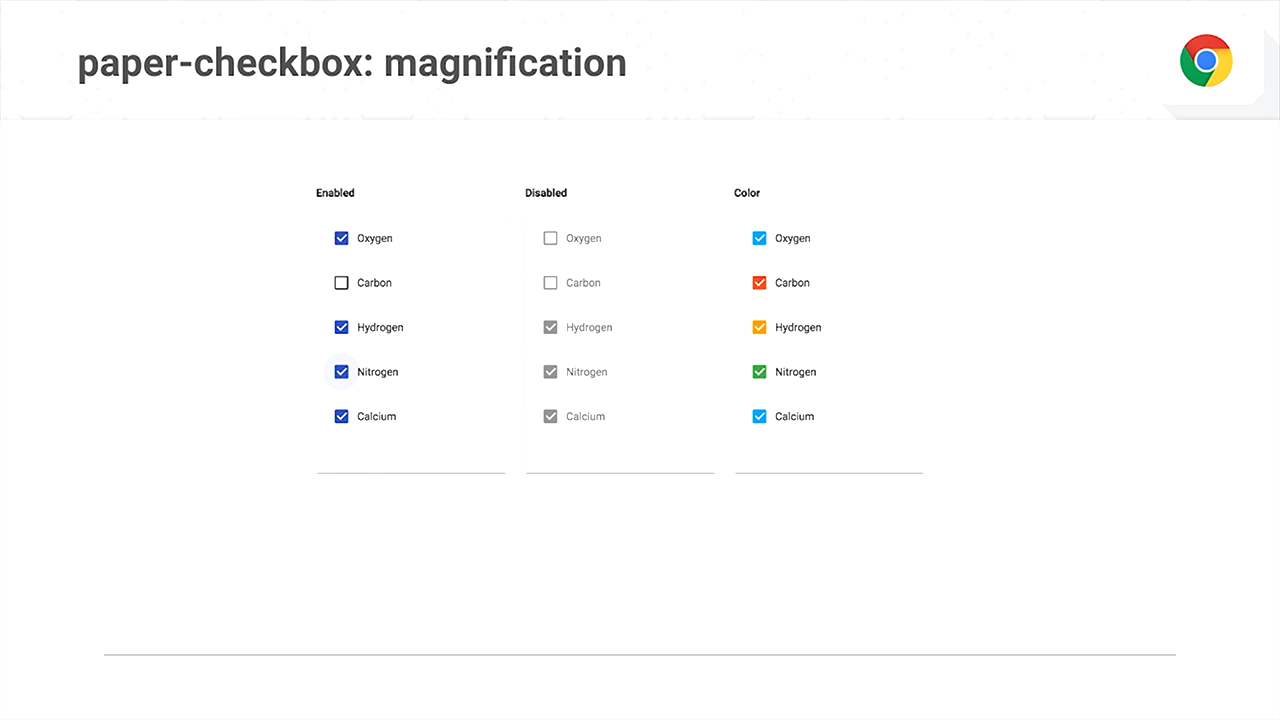 paper-checkbox: magnification
Enabled
Oxygen
Carbon
Hydrogen
Nitrogen
Calcium
Disabled
Oxygen
Carbon
Hydrogen
Nitrogen
Calcium
Color
Oxygen
Carbon
Hydrogen
Nitrogen
Calcium